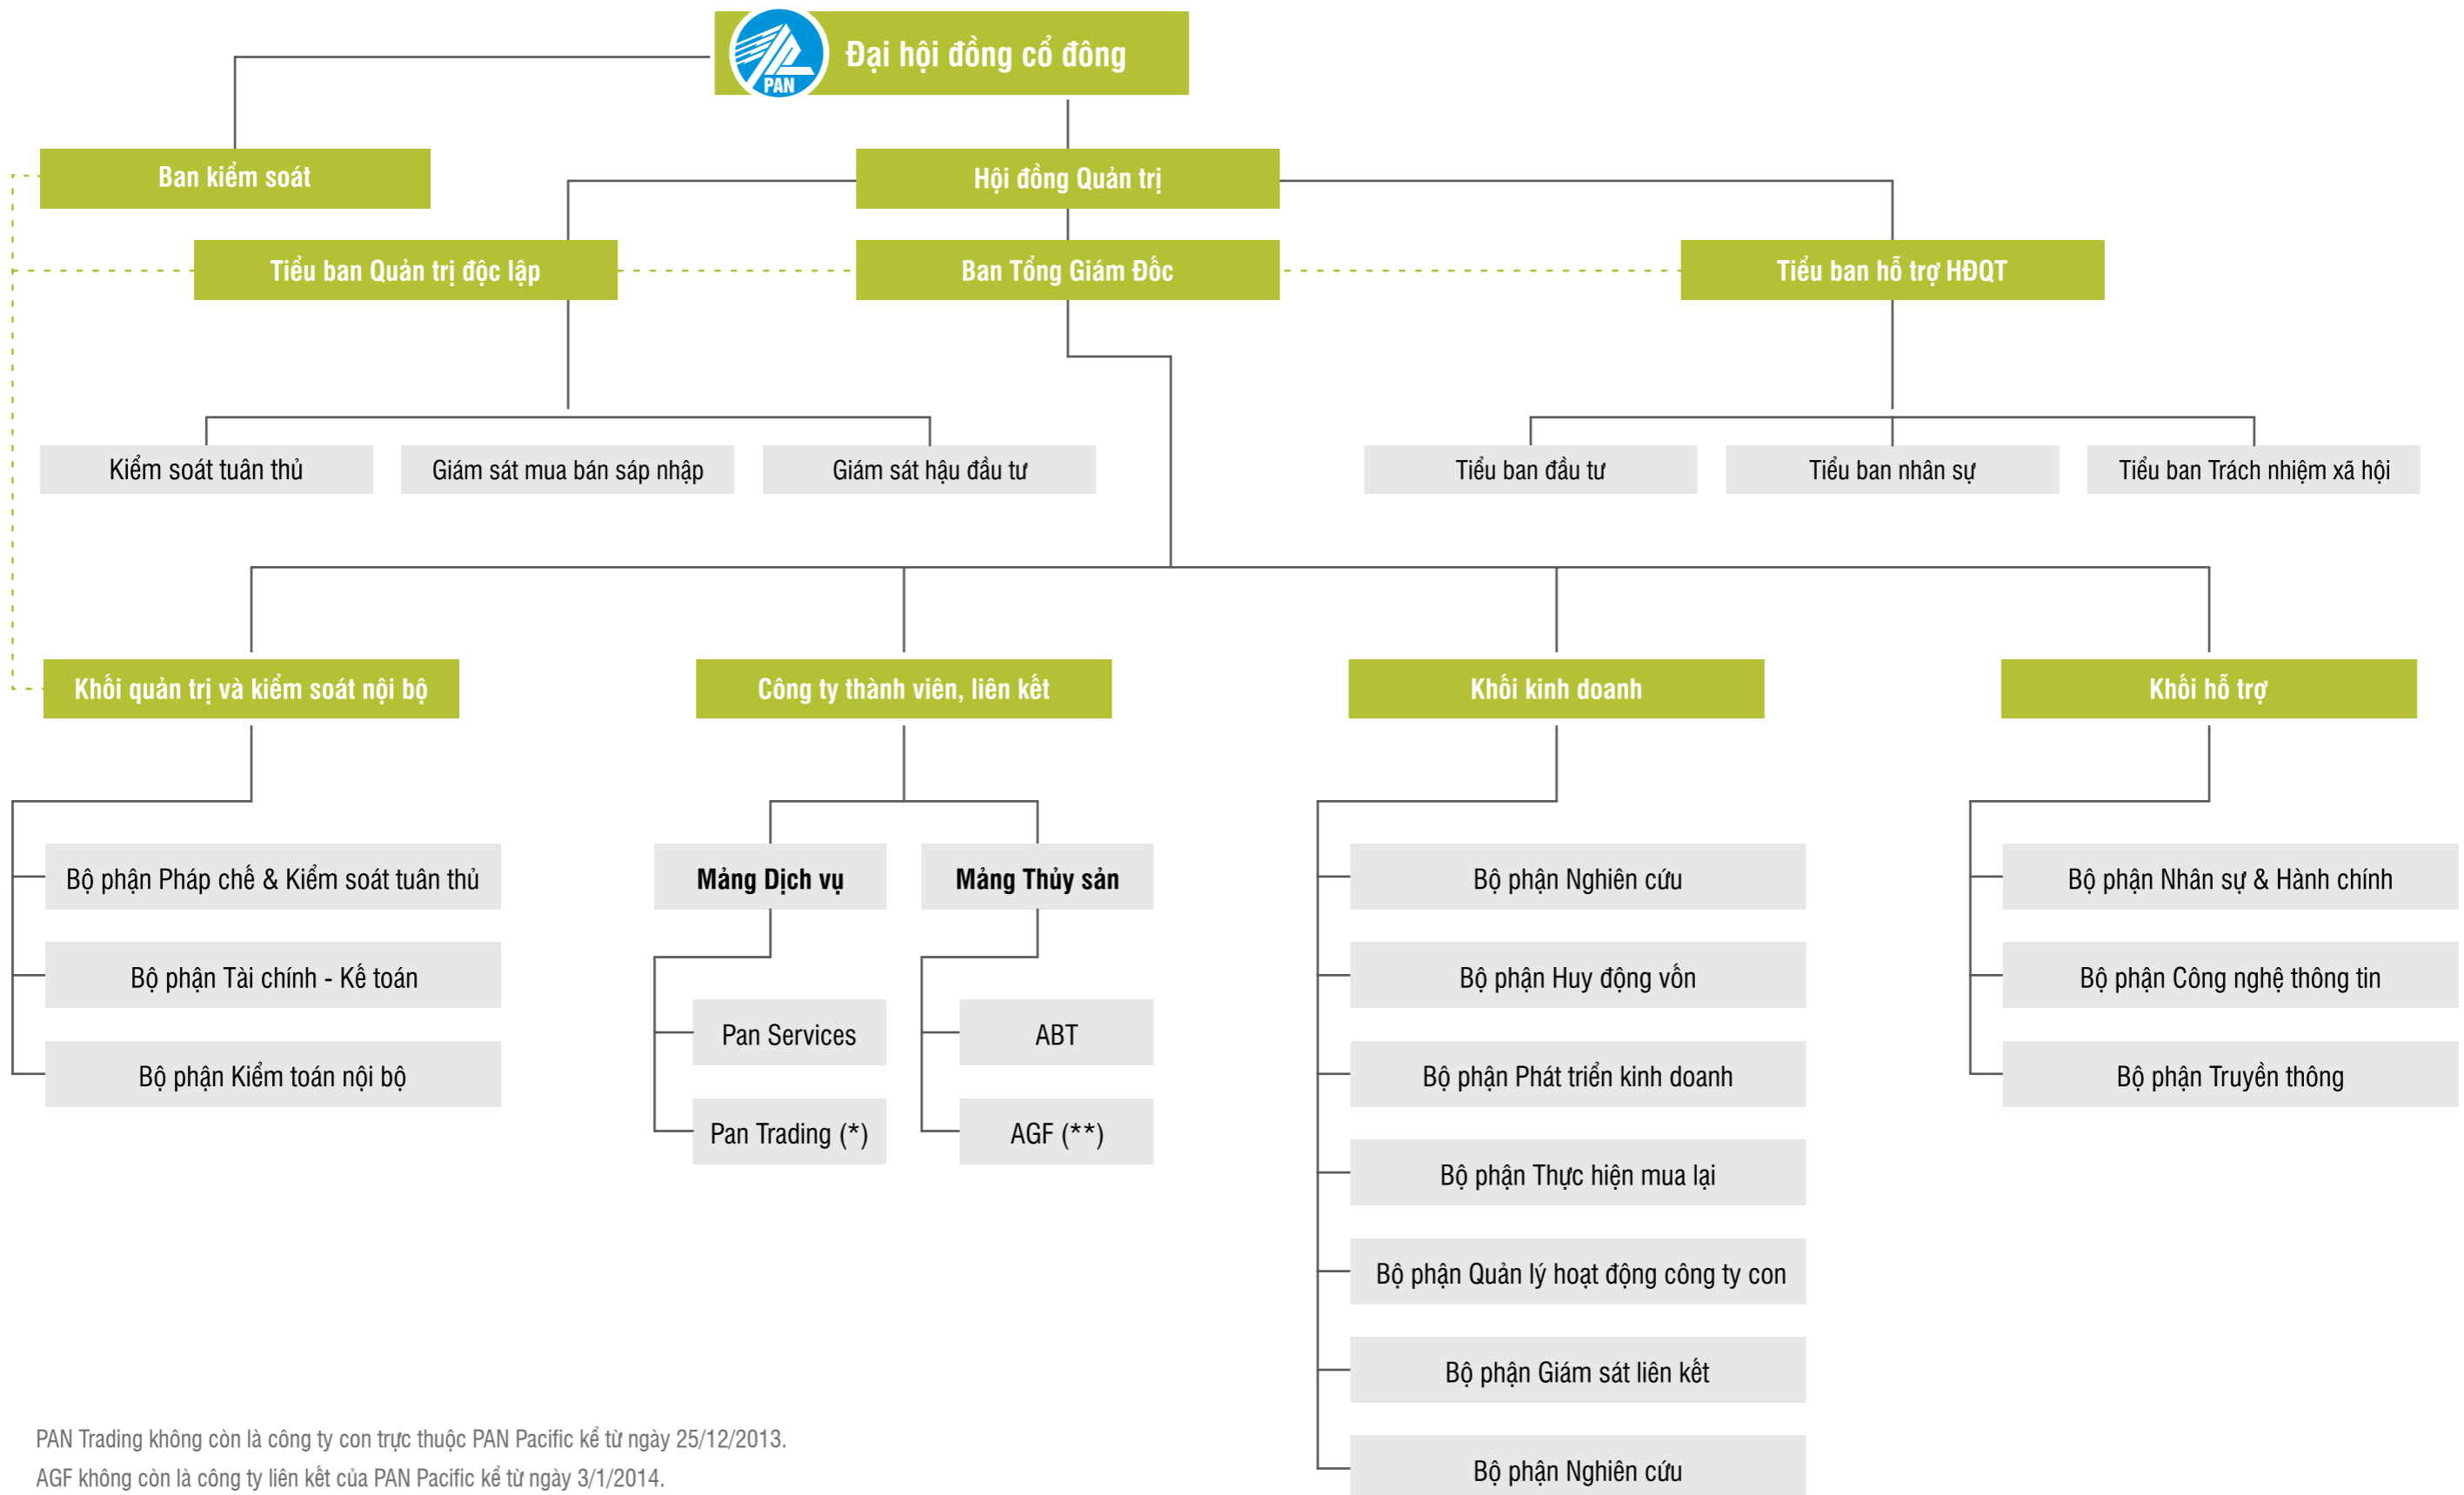 PAN
Đại hội đồng cổ đông
Ban kiểm soát
Hội đồng Quản trị
Tiểu ban Quản trị độc lập
Ban Tổng Giám Đốc
Tiểu ban hỗ trợ HĐQT
Kiểm soát tuân thủ
Giám sát mua bán sáp nhập
Giám sát hậu đầu tư
Tiểu ban đầu tư
Tiểu ban nhân sự
Tiểu ban Trách nhiệm xã hội
Khối quản trị và kiểm soát nội bộ
Công ty thành viên, liên kết
Khối kinh doanh
Khối hỗ trợ
Bộ phận Pháp chế & Kiểm soát tuân thủ
Bộ phận Tài chính - Kế toán
Bộ phận Kiểm toán nội bộ
Mảng Dịch vụ
Pan Services
Pan Trading (*)
Mảng Thủy sản
ABT
AGF (**)
Bộ phận Nghiên cứu
Bộ phận Huy động vốn
Bộ phận Phát triển kinh doanh
Bộ phận Thực hiện mua lại
Bộ phận Quản lý hoạt động công ty con
Bộ phận Giám sát liên kết
Bộ phận Nghiên cứu
Bộ phận Nhân sự & Hành chính
Bộ phận Công nghệ thông tin
Bộ phận Truyền thông
PAN Trading không còn là công ty con trực thuộc PAN Pacific kể từ ngày 25/12/2013.
AGF không còn là công ty liên kết của PAN Pacific kể từ ngày 3/1/2014.